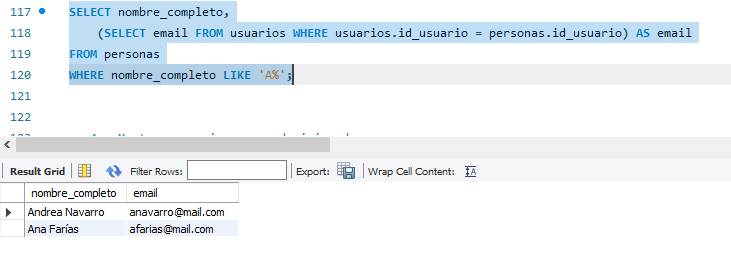 117 SELECT nombre_completo,
118 (SELECT email FROM usuarios WHERE usuarios.id_usuario = personas.id_usuario) AS email
119 FROM personas
120 WHERE nombre_completo LIKE 'A%';
121
122
Result Grid Filter Rows: Export: Wrap Cell Content:
nombre_completo email
Andrea Navarro anavarro@mail.com
Ana Farías afarias@mail.com